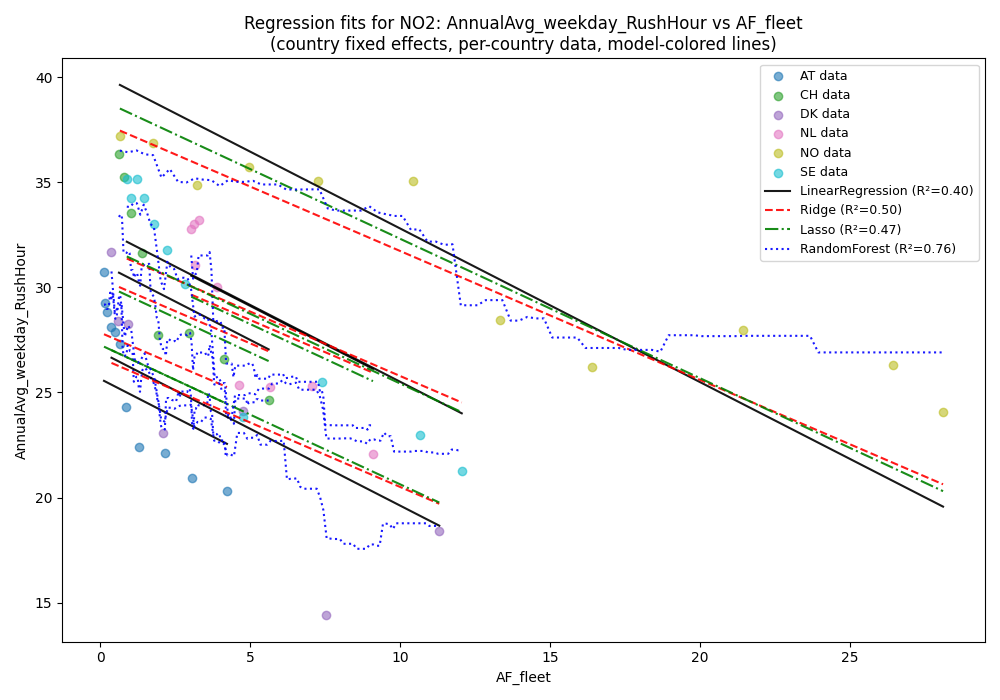 Regression fits for NO2: AnnualAvg_weekday_RushHour vs AF_fleet
(country fixed effects, per-country data, model-colored lines)
AT data
CH data
DK data
NL data
NO data
SE data
LinearRegression (R²=0.40)
Ridge (R²=0.50)
Lasso (R²=0.47)
RandomForest (R²=0.76)
AnnualAvg_weekday_RushHour
40
35
30
25
20
15
0
5
10
15
20
25
AF_fleet